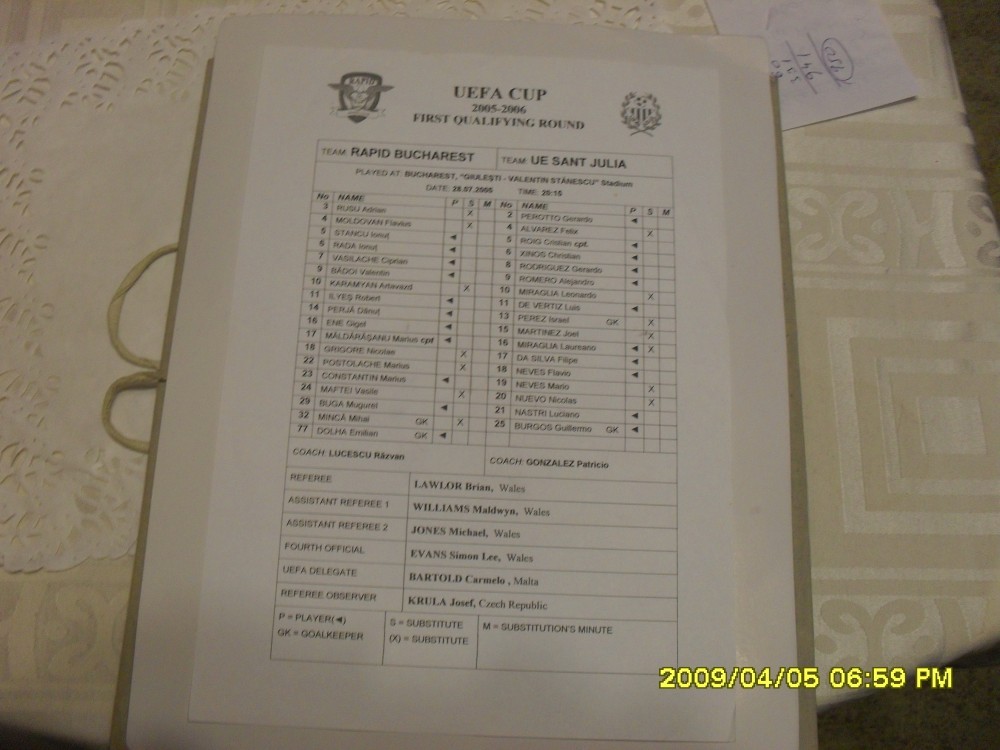 RAPID
UEFA CUP
2005-2006
FIRST QUALIFYING ROUND
TEAM: RAPID BUCHAREST TEAM: UE SANT JULIA
PLAYED AT: BUCHAREST, "GIULEŞTI - VALENTIN STĂNESCU" Stadium
DATE: 28.07.2005 TIME: 20:15
No NAME P S M No NAME P S M
3 RUSU Adrian X 2 PEROTTO Gerardo ◄
4 MOLDOVAN Flavius X 4 ALVAREZ Felix X
5 STANCU Ionuţ ◄ 5 ROIG Cristian cpt. ◄
6 RADA Ionuţ ◄ 6 XINOS Christian ◄
7 VASILACHE Ciprian ◄ 8 RODRIGUEZ Gerardo ◄
9 BĂDOI Valentin ◄ 9 ROMERO Alejandro ◄
10 KARAMYAN Artavazd X 10 MIRAGLIA Leonardo X
11 ILYEŞ Robert ◄ 11 DE VERTIZ Luis ◄
14 PERJĂ Dănuţ ◄ 13 PEREZ Israel GK X
16 ENE Gigel ◄ 15 MARTINEZ Joel X
17 MĂLDĂRĂŞANU Marius cpt ◄ 16 MIRAGLIA Laureano ◄ X
18 GRIGORE Nicolae X 17 DA SILVA Filipe ◄
22 POSTOLACHE Marius X 18 NEVES Flavio ◄
23 CONSTANTIN Marius ◄ 19 NEVES Mario X
24 MAFTEI Vasile X 20 NUEVO Nicolas X
29 BUGA Mugurel ◄ 21 NASTRI Luciano ◄
32 MINCĂ Mihai GK X 25 BURGOS Guillermo GK ◄
77 DOLHA Emilian GK ◄
COACH: LUCESCU Răzvan COACH: GONZALEZ Patricio
REFEREE LAWLOR Brian, Wales
ASSISTANT REFEREE 1 WILLIAMS Maldwyn, Wales
ASSISTANT REFEREE 2 JONES Michael, Wales
FOURTH OFFICIAL EVANS Simon Lee, Wales
UEFA DELEGATE BARTOLD Carmelo , Malta
REFEREE OBSERVER KRULA Josef, Czech Republic
P = PLAYER(◄) S = SUBSTITUTE M = SUBSTITUTION'S MINUTE
GK = GOALKEEPER (X) = SUBSTITUTE
2009/04/05 06:59 PM